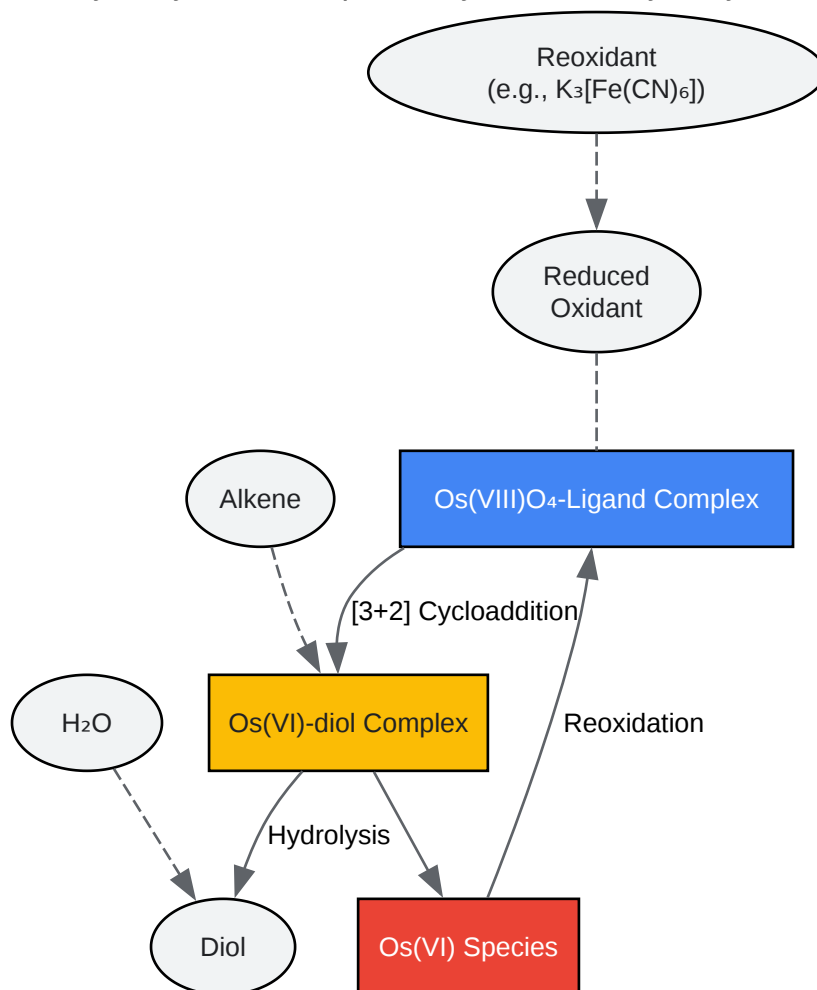 Reoxidant
(e.g., K₃[Fe(CN)₆])
Reduced
Oxidant
Alkene
Os(VIII)O₄-Ligand Complex
[3+2] Cycloaddition
H₂O
Os(VI)-diol Complex
Reoxidation
Hydrolysis
Diol
Os(VI) Species